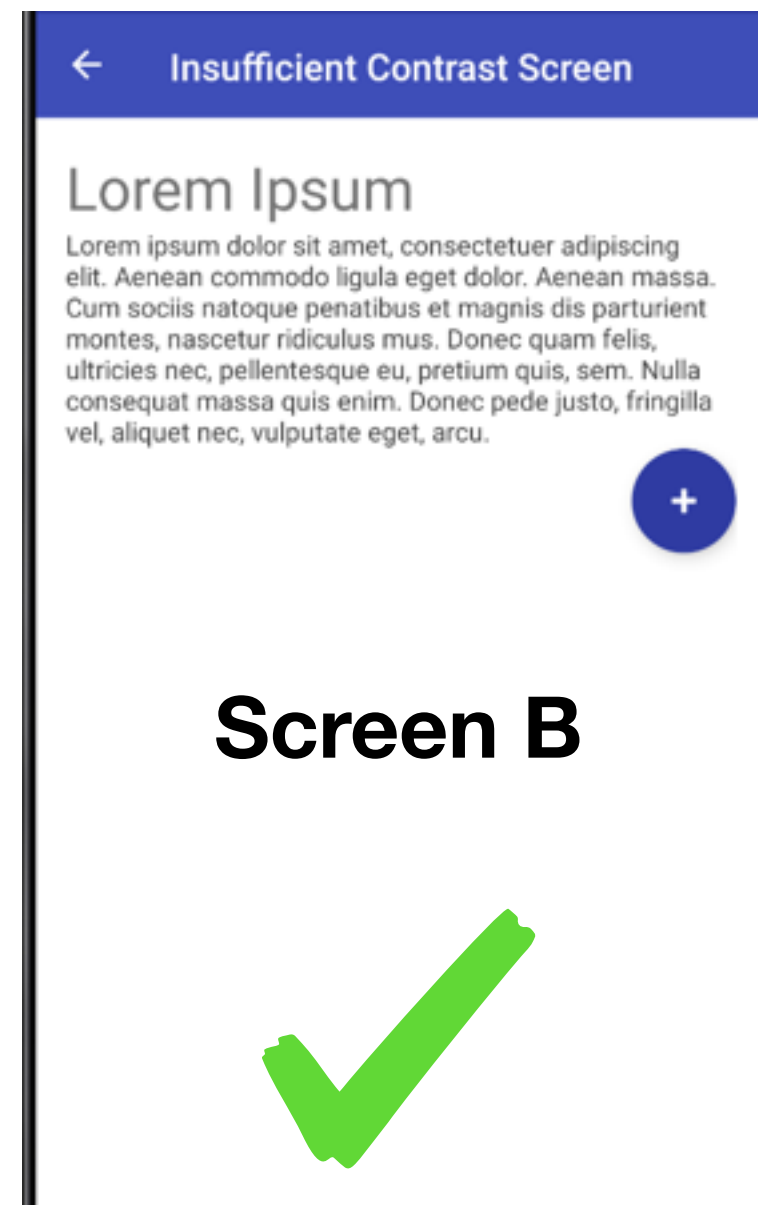 Insufficient Contrast Screen
Lorem Ipsum
Lorem ipsum dolor sit amet, consectetuer adipiscing
elit. Aenean commodo ligula eget dolor. Aenean massa.
Cum sociis natoque penatibus et magnis dis parturient
montes, nascetur ridiculus mus. Donec quam felis,
ultricies nec, pellentesque eu, pretium quis, sem. Nulla
consequat massa quis enim. Donec pede justo, fringilla
vel, aliquet nec, vulputate eget, arcu.
+
Screen B